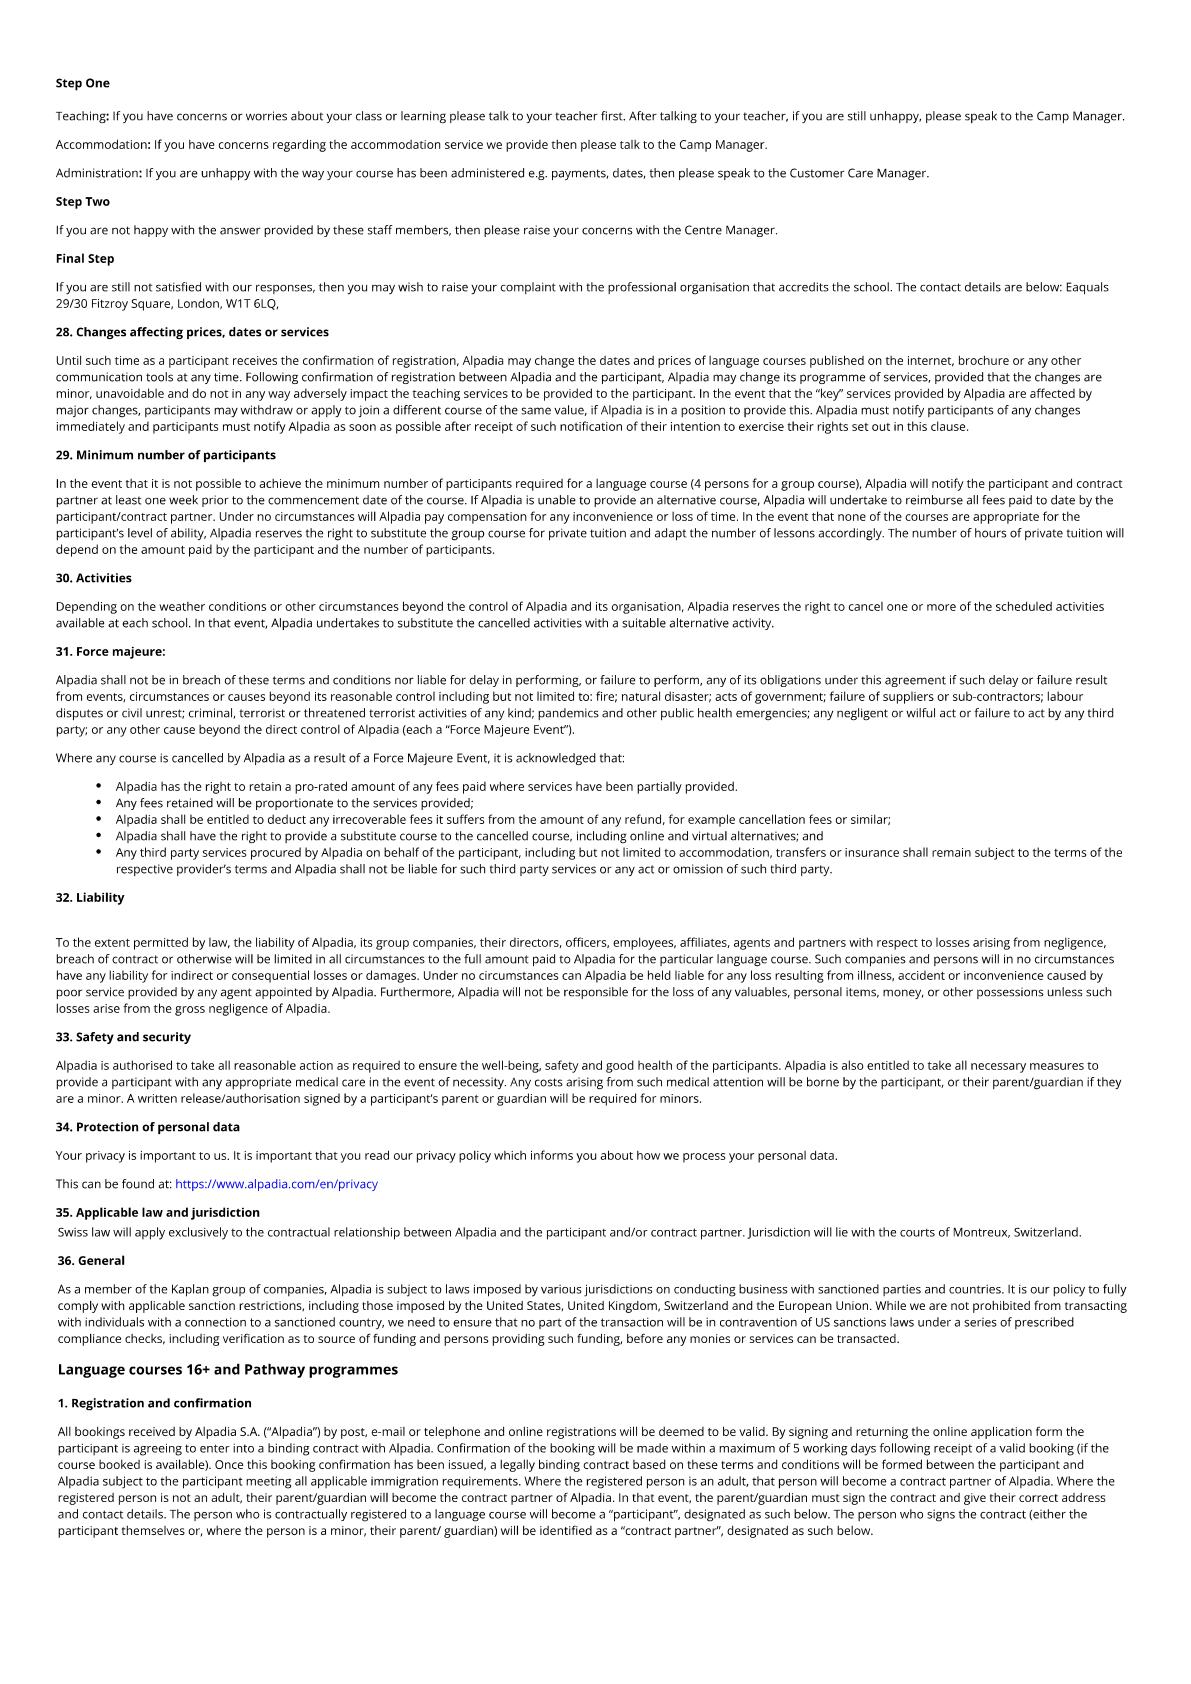 Step One
Teaching: If you have concerns or worries about your class or learning please talk to your teacher first. After talking to your teacher, if you are still unhappy, please speak to the Camp Manager.
Accommodation: If you have concerns regarding the accommodation service we provide then please talk to the Camp Manager.
Administration: If you are unhappy with the way your course has been administered e.g. payments, dates, then please speak to the Customer Care Manager.
Step Two
If you are not happy with the answer provided by these staff members, then please raise your concerns with the Centre Manager.
Final Step
If you are still not satisfied with our responses, then you may wish to raise your complaint with the professional organisation that accredits the school. The contact details are below: Eaquals
29/30 Fitzroy Square, London, W1T 6LQ,
28. Changes affecting prices, dates or services
Until such time as a participant receives the confirmation of registration, Alpadia may change the dates and prices of language courses published on the internet, brochure or any other
communication tools at any time. Following confirmation of registration between Alpadia and the participant, Alpadia may change its programme of services, provided that the changes are
minor, unavoidable and do not in any way adversely impact the teaching services to be provided to the participant. In the event that the “key” services provided by Alpadia are affected by
major changes, participants may withdraw or apply to join a different course of the same value, if Alpadia is in a position to provide this. Alpadia must notify participants of any changes
immediately and participants must notify Alpadia as soon as possible after receipt of such notification of their intention to exercise their rights set out in this clause.
29. Minimum number of participants
In the event that it is not possible to achieve the minimum number of participants required for a language course (4 persons for a group course), Alpadia will notify the participant and contract
partner at least one week prior to the commencement date of the course. If Alpadia is unable to provide an alternative course, Alpadia will undertake to reimburse all fees paid to date by the
participant/contract partner. Under no circumstances will Alpadia pay compensation for any inconvenience or loss of time. In the event that none of the courses are appropriate for the
participant’s level of ability, Alpadia reserves the right to substitute the group course for private tuition and adapt the number of lessons accordingly. The number of hours of private tuition will
depend on the amount paid by the participant and the number of participants.
30. Activities
Depending on the weather conditions or other circumstances beyond the control of Alpadia and its organisation, Alpadia reserves the right to cancel one or more of the scheduled activities
available at each school. In that event, Alpadia undertakes to substitute the cancelled activities with a suitable alternative activity.
31. Force majeure:
Alpadia shall not be in breach of these terms and conditions nor liable for delay in performing, or failure to perform, any of its obligations under this agreement if such delay or failure result
from events, circumstances or causes beyond its reasonable control including but not limited to: fire; natural disaster; acts of government; failure of suppliers or sub-contractors; labour
disputes or civil unrest; criminal, terrorist or threatened terrorist activities of any kind; pandemics and other public health emergencies; any negligent or wilful act or failure to act by any third
party; or any other cause beyond the direct control of Alpadia (each a “Force Majeure Event”).
Where any course is cancelled by Alpadia as a result of a Force Majeure Event, it is acknowledged that:
• Alpadia has the right to retain a pro-rated amount of any fees paid where services have been partially provided.
• Any fees retained will be proportionate to the services provided;
• Alpadia shall be entitled to deduct any irrecoverable fees it suffers from the amount of any refund, for example cancellation fees or similar;
• Alpadia shall have the right to provide a substitute course to the cancelled course, including online and virtual alternatives; and
• Any third party services procured by Alpadia on behalf of the participant, including but not limited to accommodation, transfers or insurance shall remain subject to the terms of the
respective provider’s terms and Alpadia shall not be liable for such third party services or any act or omission of such third party.
32. Liability
To the extent permitted by law, the liability of Alpadia, its group companies, their directors, officers, employees, affiliates, agents and partners with respect to losses arising from negligence,
breach of contract or otherwise will be limited in all circumstances to the full amount paid to Alpadia for the particular language course. Such companies and persons will in no circumstances
have any liability for indirect or consequential losses or damages. Under no circumstances can Alpadia be held liable for any loss resulting from illness, accident or inconvenience caused by
poor service provided by any agent appointed by Alpadia. Furthermore, Alpadia will not be responsible for the loss of any valuables, personal items, money, or other possessions unless such
losses arise from the gross negligence of Alpadia.
33. Safety and security
Alpadia is authorised to take all reasonable action as required to ensure the well-being, safety and good health of the participants. Alpadia is also entitled to take all necessary measures to
provide a participant with any appropriate medical care in the event of necessity. Any costs arising from such medical attention will be borne by the participant, or their parent/guardian if they
are a minor. A written release/authorisation signed by a participant’s parent or guardian will be required for minors.
34. Protection of personal data
Your privacy is important to us. It is important that you read our privacy policy which informs you about how we process your personal data.
This can be found at: https://www.alpadia.com/en/privacy
35. Applicable law and jurisdiction
Swiss law will apply exclusively to the contractual relationship between Alpadia and the participant and/or contract partner. Jurisdiction will lie with the courts of Montreux, Switzerland.
36. General
As a member of the Kaplan group of companies, Alpadia is subject to laws imposed by various jurisdictions on conducting business with sanctioned parties and countries. It is our policy to fully
comply with applicable sanction restrictions, including those imposed by the United States, United Kingdom, Switzerland and the European Union. While we are not prohibited from transacting
with individuals with a connection to a sanctioned country, we need to ensure that no part of the transaction will be in contravention of US sanctions laws under a series of prescribed
compliance checks, including verification as to source of funding and persons providing such funding, before any monies or services can be transacted.
Language courses 16+ and Pathway programmes
1. Registration and confirmation
All bookings received by Alpadia S.A. (“Alpadia”) by post, e-mail or telephone and online registrations will be deemed to be valid. By signing and returning the online application form the
participant is agreeing to enter into a binding contract with Alpadia. Confirmation of the booking will be made within a maximum of 5 working days following receipt of a valid booking (if the
course booked is available). Once this booking confirmation has been issued, a legally binding contract based on these terms and conditions will be formed between the participant and
Alpadia subject to the participant meeting all applicable immigration requirements. Where the registered person is an adult, that person will become a contract partner of Alpadia. Where the
registered person is not an adult, their parent/guardian will become the contract partner of Alpadia. In that event, the parent/guardian must sign the contract and give their correct address
and contact details. The person who is contractually registered to a language course will become a “participant”, designated as such below. The person who signs the contract (either the
participant themselves or, where the person is a minor, their parent/ guardian) will be identified as a “contract partner”, designated as such below.